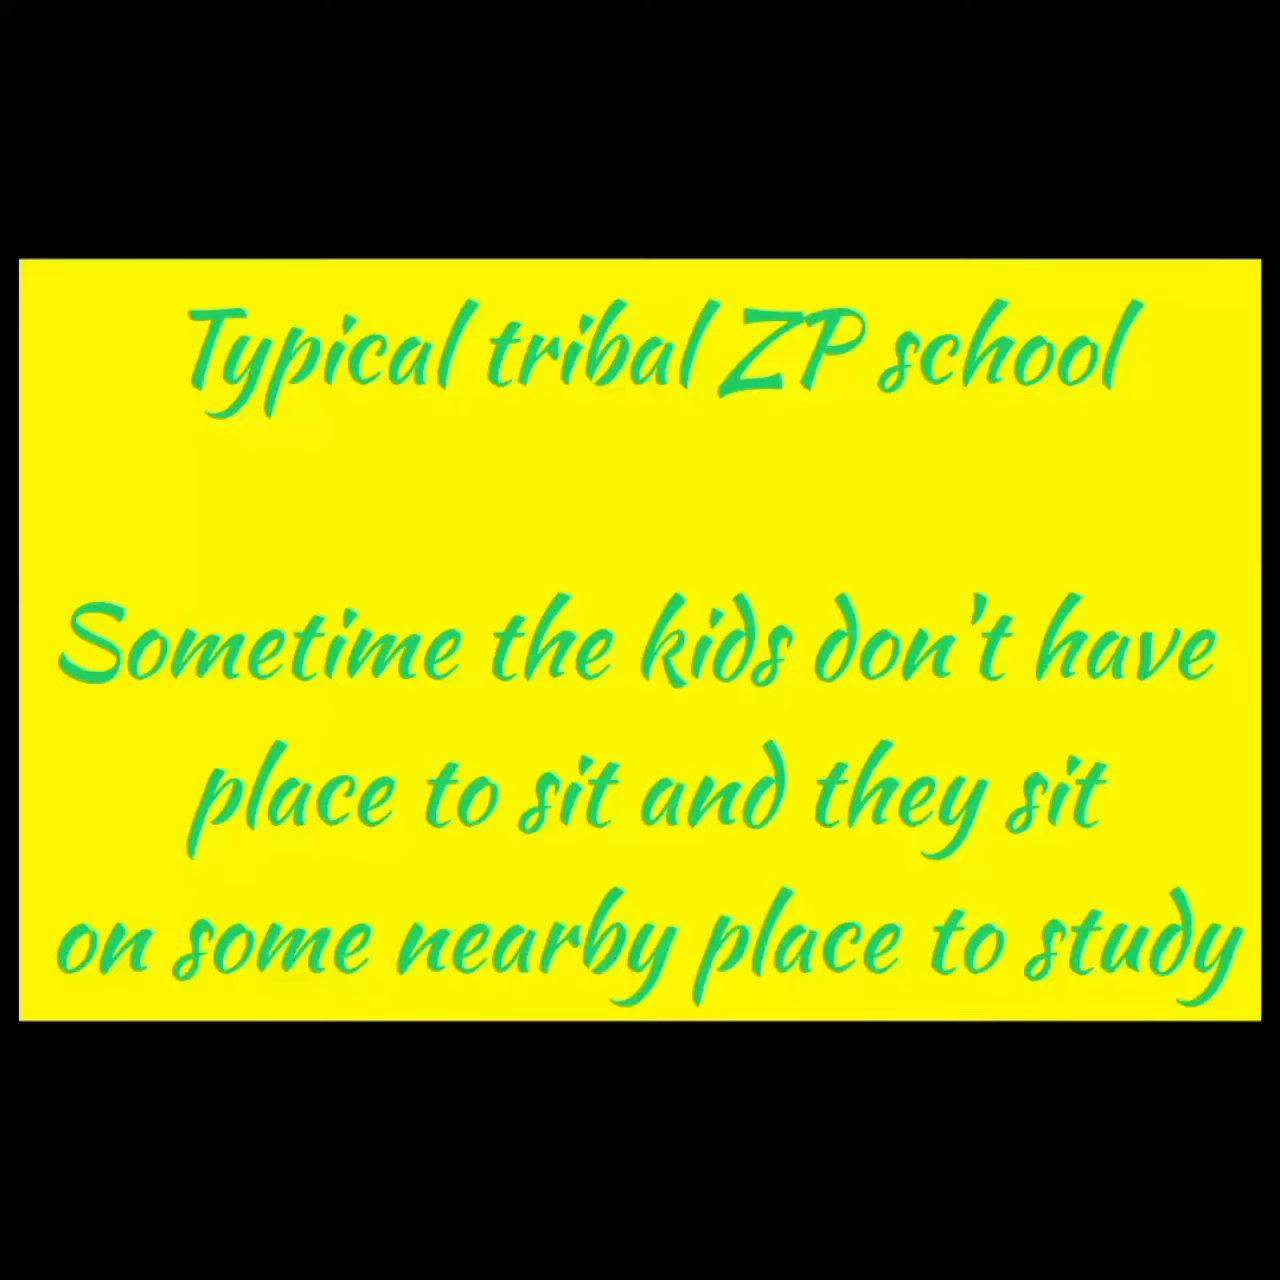 Typical tribal ZP school
Sometime the kids don't have
place to sit and they sit
on some nearby place to study